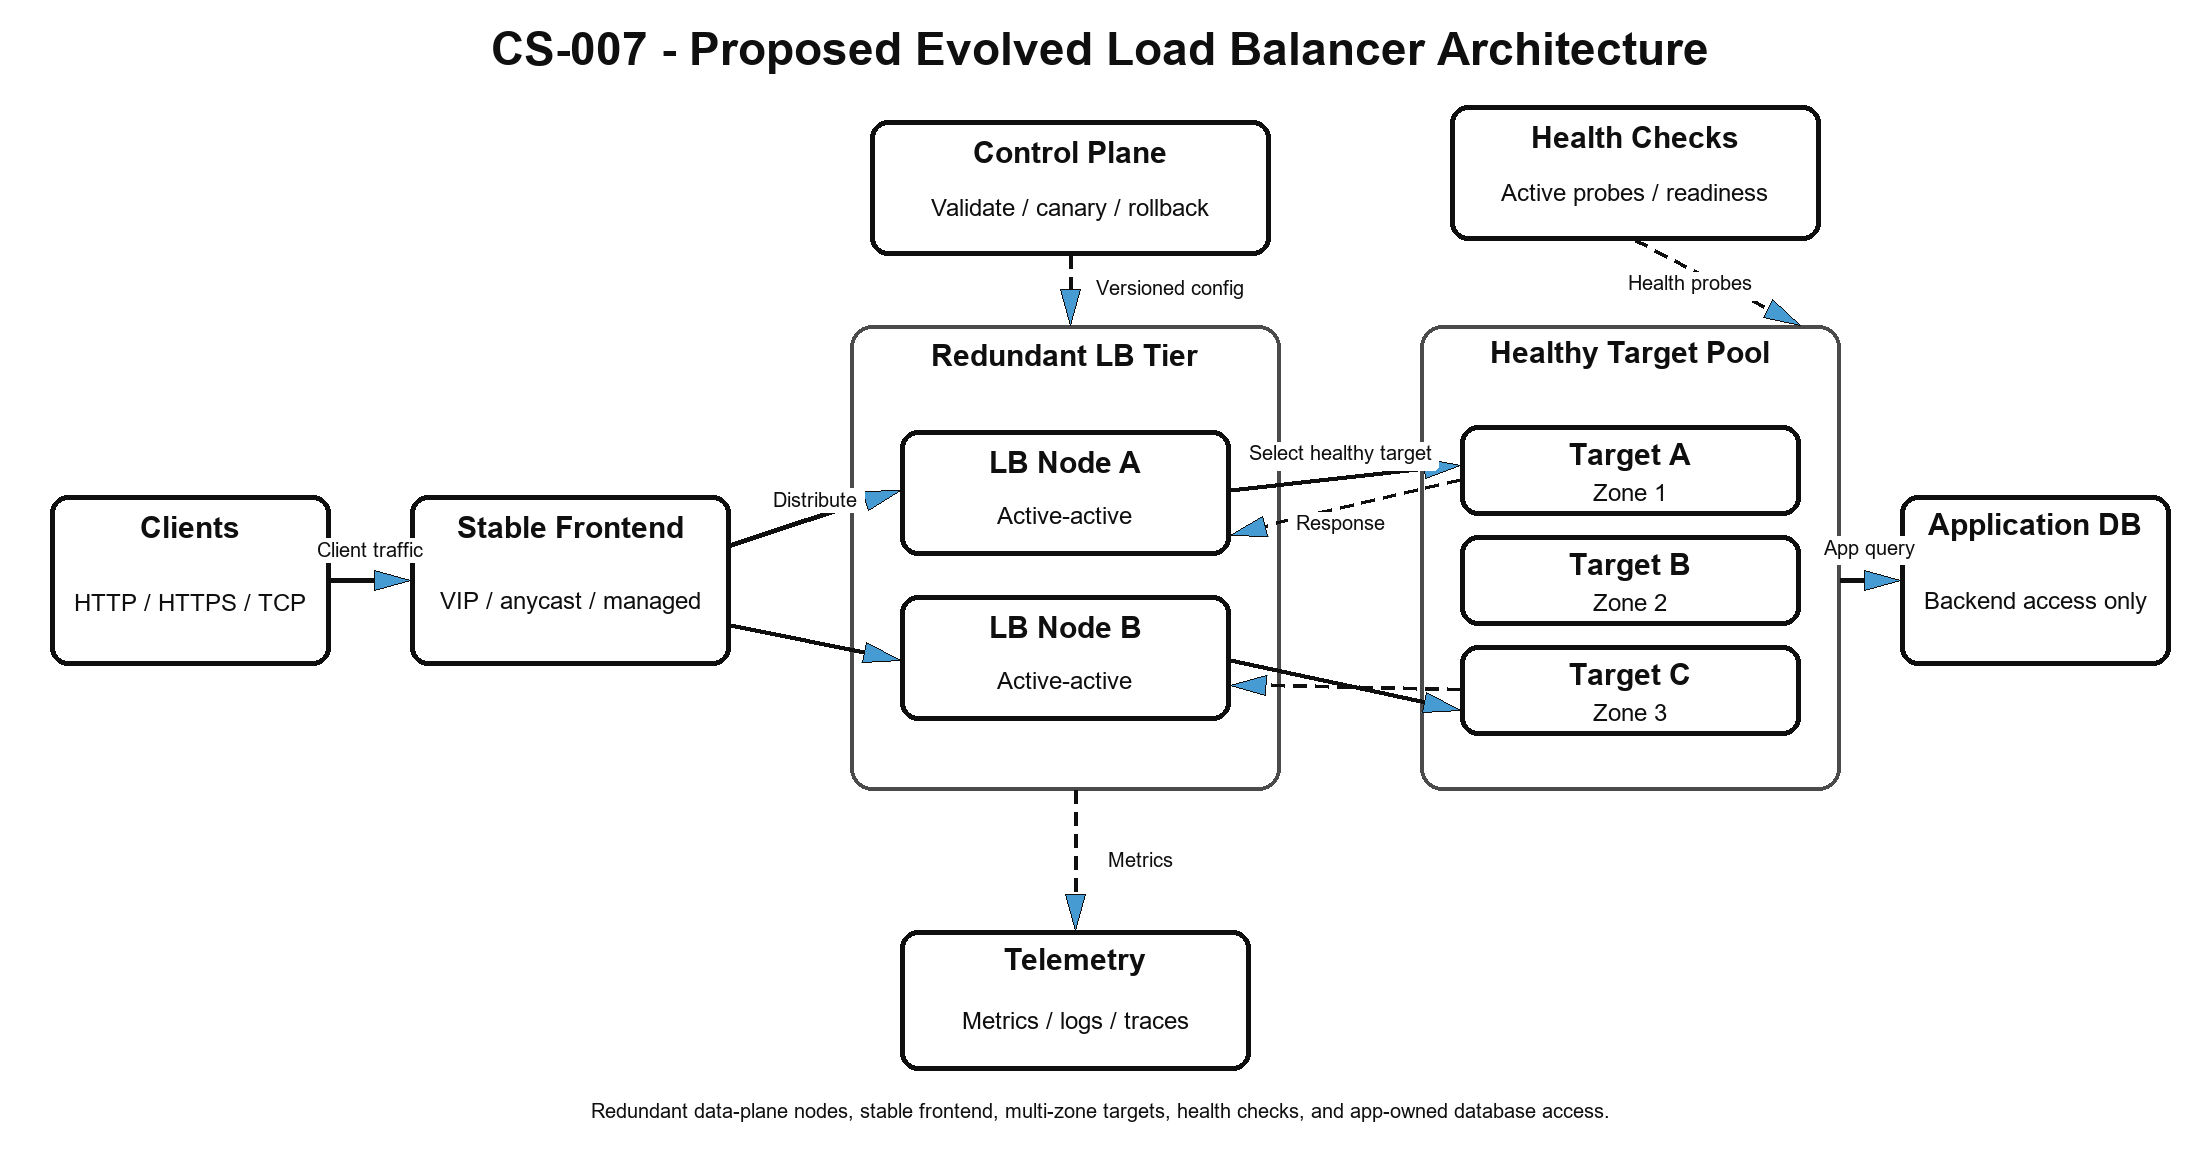 CS-007 - Proposed Evolved Load Balancer Architecture
Control Plane
Validate / canary / rollback
Health Checks
Active probes / readiness
Versioned config
Health probes
Redundant LB Tier
Healthy Target Pool
LB Node A
Active-active
Select healthy target
Response
Target A
Zone 1
Clients
HTTP / HTTPS / TCP
Client traffic
Stable Frontend
VIP / anycast / managed
Distribute
Target B
Zone 2
App query
Application DB
Backend access only
LB Node B
Active-active
Target C
Zone 3
Metrics
Telemetry
Metrics / logs / traces
Redundant data-plane nodes, stable frontend, multi-zone targets, health checks, and app-owned database access.